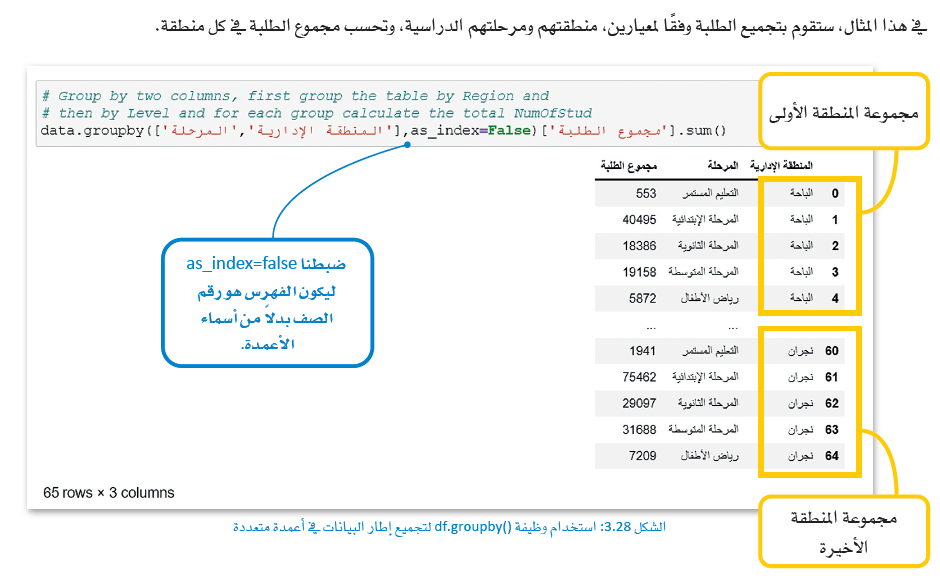 في هذا المثال، ستقوم بتجميع الطلبة وفقًا لمعيارين، منطقتهم ومرحلتهم الدراسية، وتحسب مجموع الطلبة في كل منطقة.
# Group by two columns, first group the table by Region and
# then by Level and for each group calculate the total NumOfStud
data.groupby(['المنطقة الإدارية','المرحلة'],as_index=False)['مجموع الطلبة'].sum()
مجموعة المنطقة الأولى
المنطقة الإدارية المرحلة مجموع الطلبة
0 الباحة التعليم المستمر 553
1 الباحة المرحلة الإبتدائية 40495
2 الباحة المرحلة الثانوية 18386
3 الباحة المرحلة المتوسطة 19158
4 الباحة رياض الأطفال 5872
... ...
60 نجران التعليم المستمر 1941
61 نجران المرحلة الإبتدائية 75462
62 نجران المرحلة الثانوية 29097
63 نجران المرحلة المتوسطة 31688
64 نجران رياض الأطفال 7209
ضبطنا as_index=false
ليكون الفهرس هو رقم
الصف بدلاً من أسماء
الأعمدة.
65 rows × 3 columns
مجموعة المنطقة
الأخيرة
الشكل 3.28: استخدام وظيفة df.groupby() لتجميع إطار البيانات في أعمدة متعددة